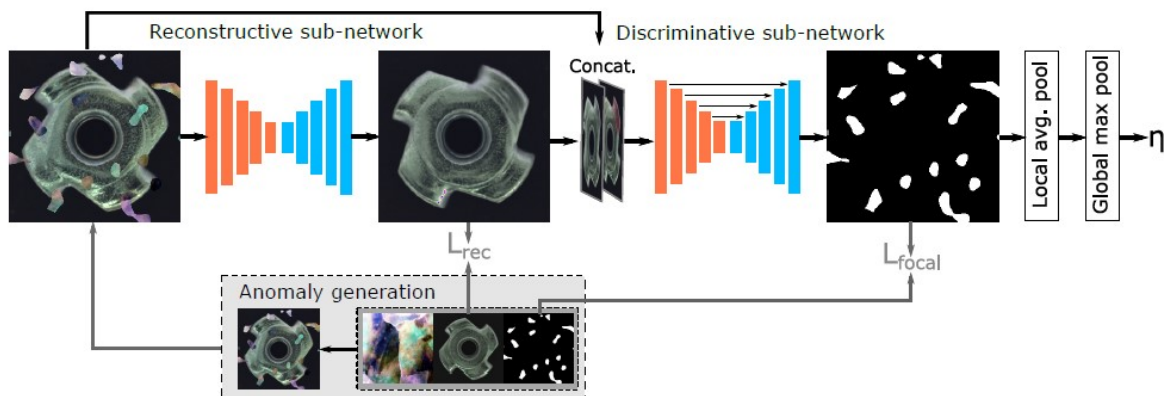 Reconstructive sub-network
Discriminative sub-network
Concat.
Local avg. pool
Global max pool
η
Lrec
Lfocal
Anomaly generation